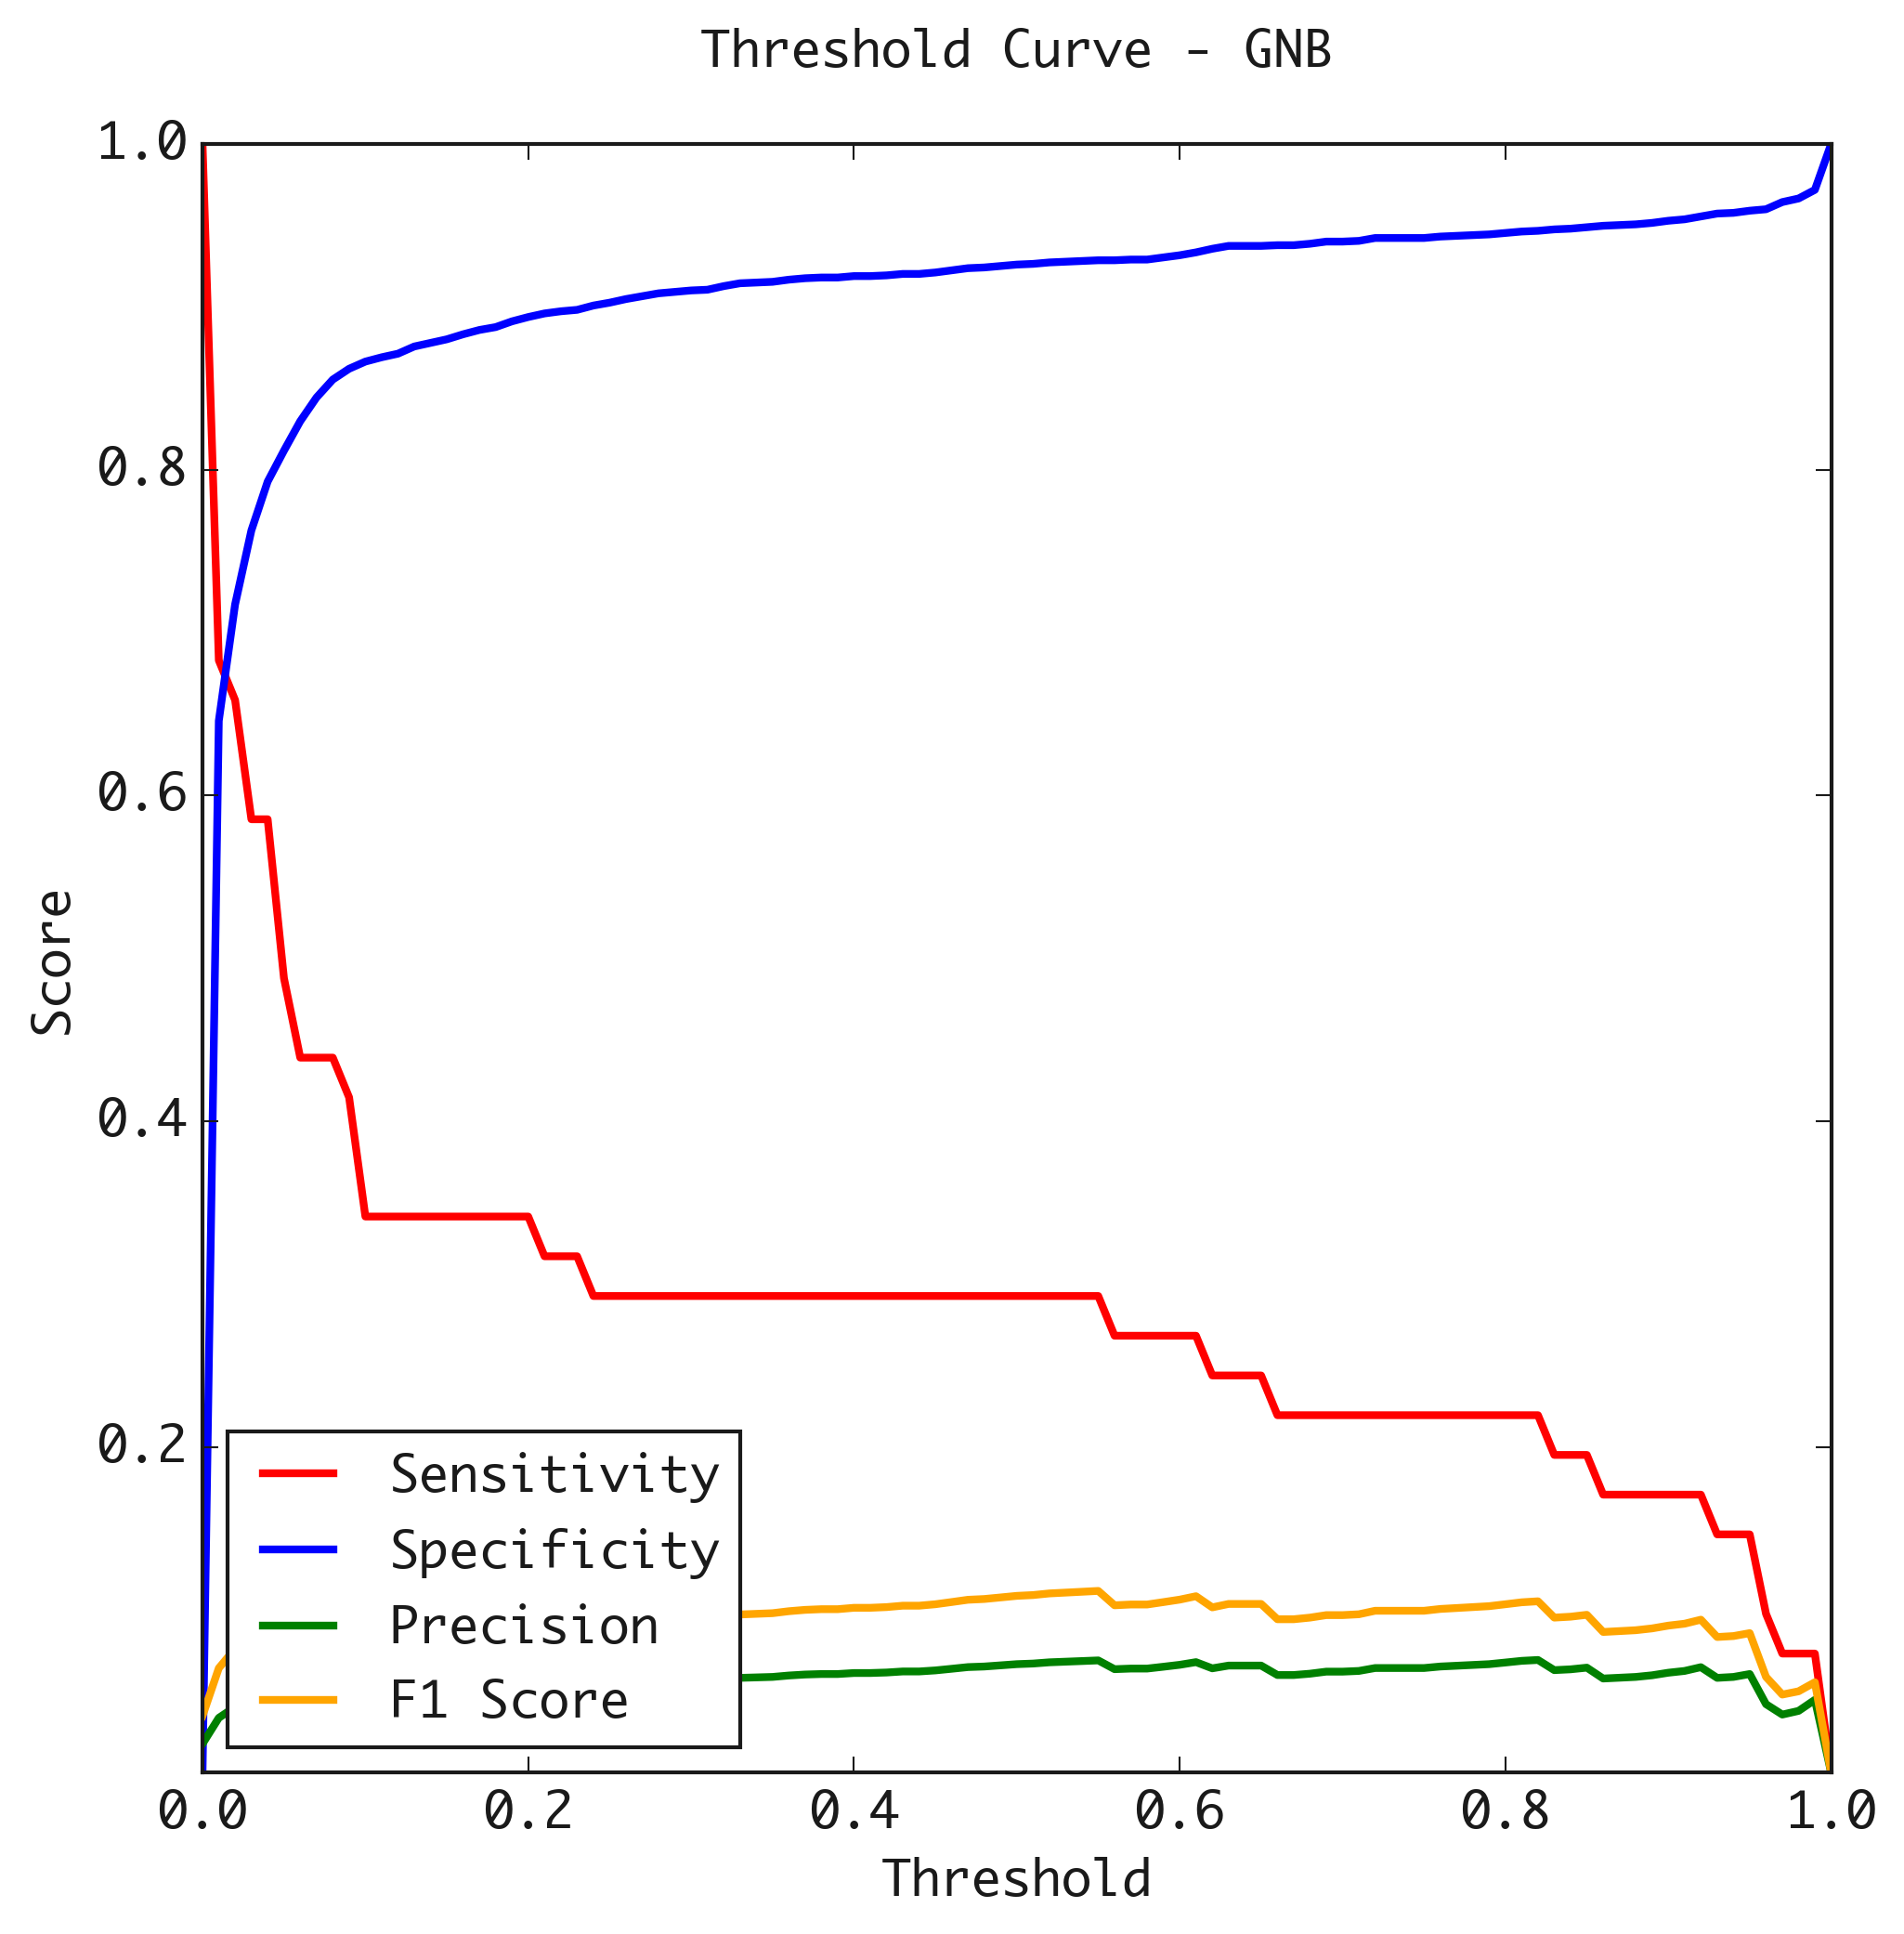 Threshold Curve - GNB
1.0
0.8
0.6
0.4
0.2
Score
Sensitivity
Specificity
Precision
F1 Score
0.0 0.2 0.4 0.6 0.8 1.0
Threshold